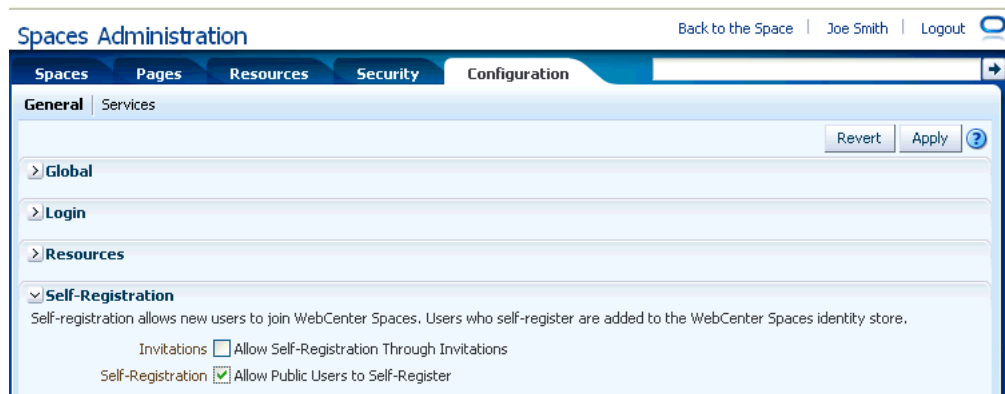 Spaces Administration
Back to the Space | Joe Smith | Logout
Spaces Pages Resources Security Configuration
General | Services
Revert Apply ?
Global
Login
Resources
Self-Registration
Self-registration allows new users to join WebCenter Spaces. Users who self-register are added to the WebCenter Spaces identity store.
Invitations Allow Self-Registration Through Invitations
Self-Registration Allow Public Users to Self-Register